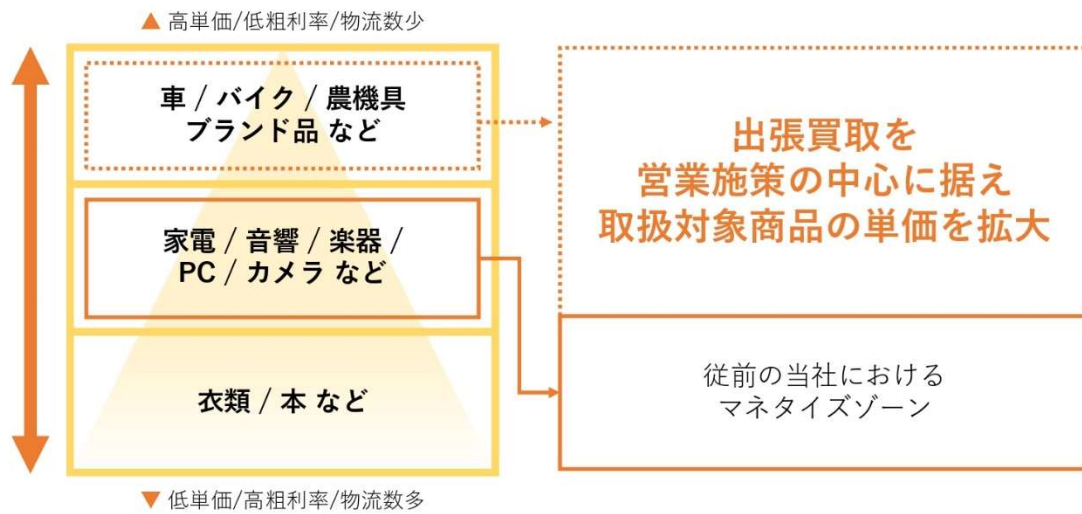 ▲ 高単価/低粗利率/物流数少
車 / バイク / 農機具
ブランド品 など
出張買取を
営業施策の中心に据え
取扱対象商品の単価を拡大
家電 / 音響 / 楽器 /
PC / カメラ など
従前の当社における
マネタイズゾーン
衣類 / 本 など
▼ 低単価/高粗利率/物流数多